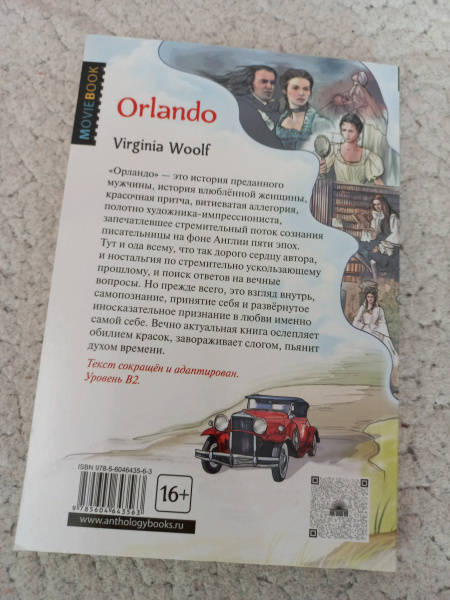 MOVIEBOOK
Orlando
Virginia Woolf
«Орландо» — это история преданного
мужчины, история влюблённой женщины,
красочная притча, витиеватая аллегория,
полотно художника-импрессиониста,
запечатлевшее стремительный поток сознания
писательницы на фоне Англии пяти эпох.
Тут и ода всему, что так дорого сердцу автора,
и ностальгия по стремительно ускользающему
прошлому, и поиск ответов на вечные
вопросы. Но прежде всего, это взгляд внутрь,
самопознание, принятие себя и развёрнутое
иносказательное признание в любви именно
самой себе. Вечно актуальная книга ослепляет
обилием красок, завораживает слогом, пьянит
духом времени.
Текст сокращён и адаптирован.
Уровень B2.
ISBN 978-5-6046435-6-3
9 785604 643563
16+
www.anthologybooks.ru